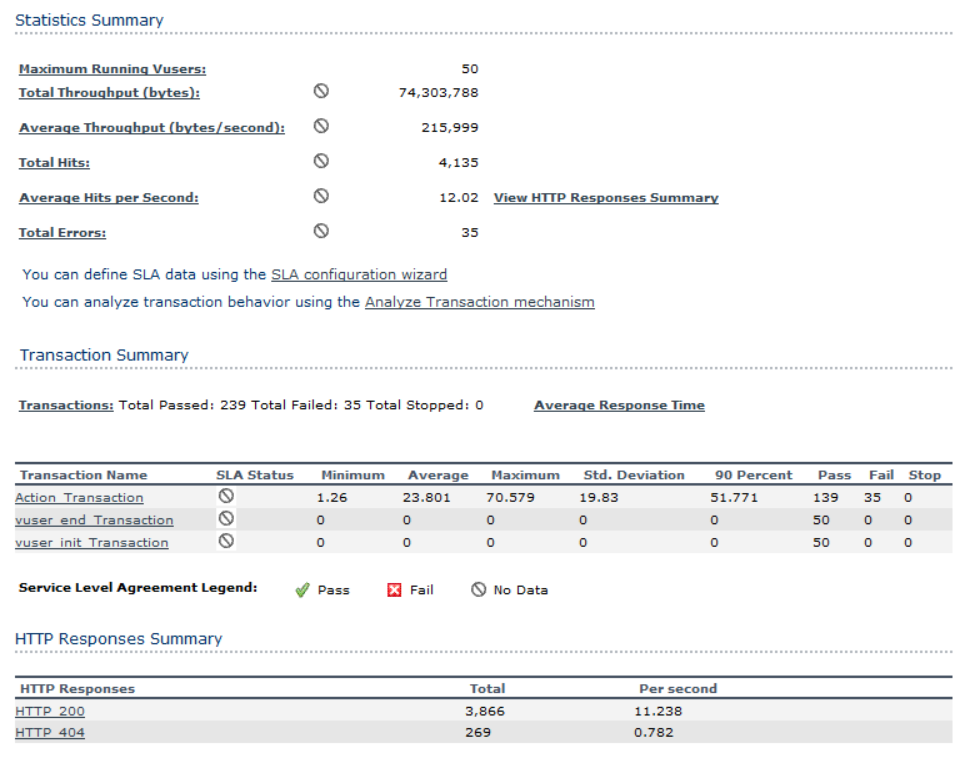 Statistics Summary
Maximum Running Vusers: 50
Total Throughput (bytes): 74,303,788
Average Throughput (bytes/second): 215,999
Total Hits: 4,135
Average Hits per Second: 12.02 View HTTP Responses Summary
Total Errors: 35
You can define SLA data using the SLA configuration wizard
You can analyze transaction behavior using the Analyze Transaction mechanism
Transaction Summary
Transactions: Total Passed: 239 Total Failed: 35 Total Stopped: 0 Average Response Time
Transaction Name SLA Status Minimum Average Maximum Std. Deviation 90 Percent Pass Fail Stop
Action_Transaction 1.26 23.801 70.579 19.83 51.771 139 35 0
vuser_end_Transaction 0 0 0 0 0 50 0 0
vuser_init_Transaction 0 0 0 0 0 50 0 0
Service Level Agreement Legend: Pass Fail No Data
HTTP Responses Summary
HTTP Responses Total Per second
HTTP_200 3,866 11.238
HTTP_404 269 0.782